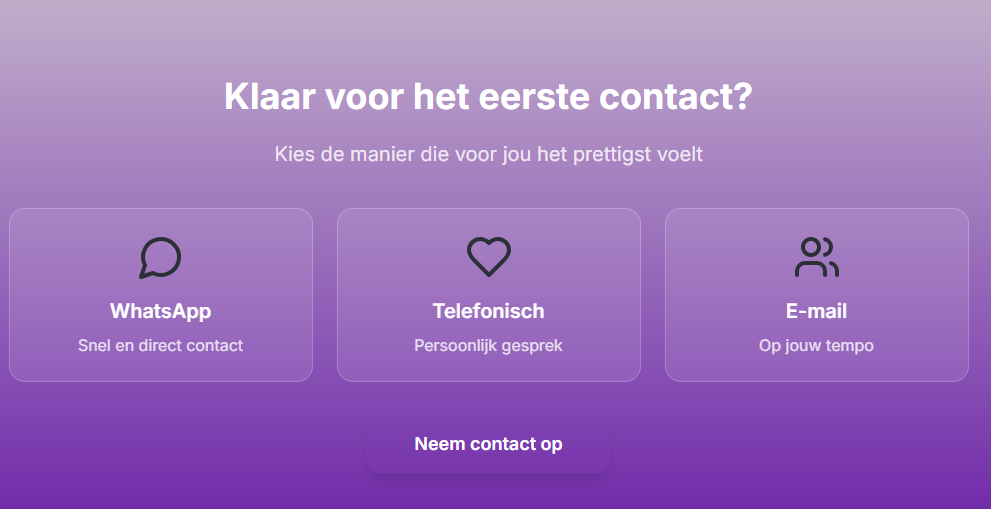 Klaar voor het eerste contact?
Kies de manier die voor jou het prettigst voelt
WhatsApp
Snel en direct contact
Telefonisch
Persoonlijk gesprek
E-mail
Op jouw tempo
Neem contact op